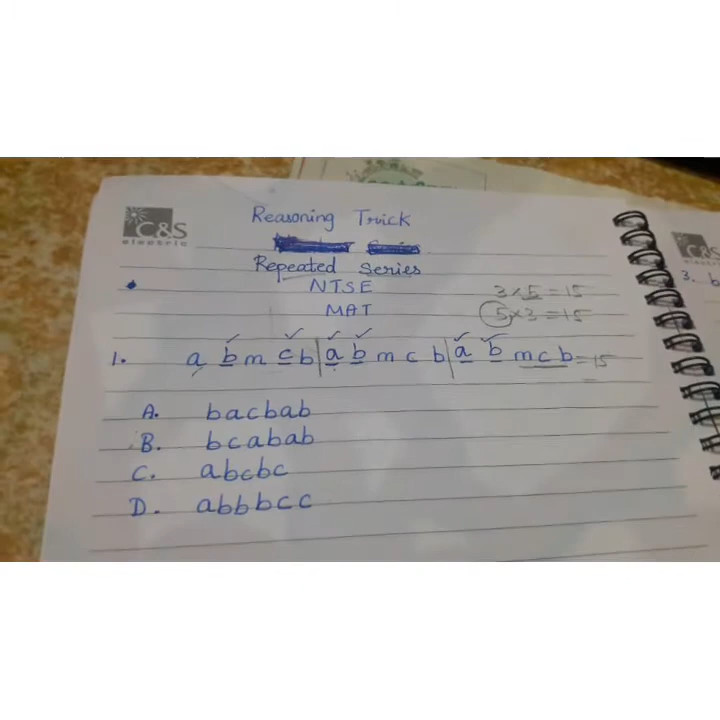 C&S
electric
Reasoning Trick
Repeated Series
NTSE
MAT
3 × 5 = 15
5 × 3 = 15
1. a b m c b | a b m c b | a b m c b = 15
A. bacbab
B. bcabab
C. abcbc
D. abbbcc
C&S
3. b